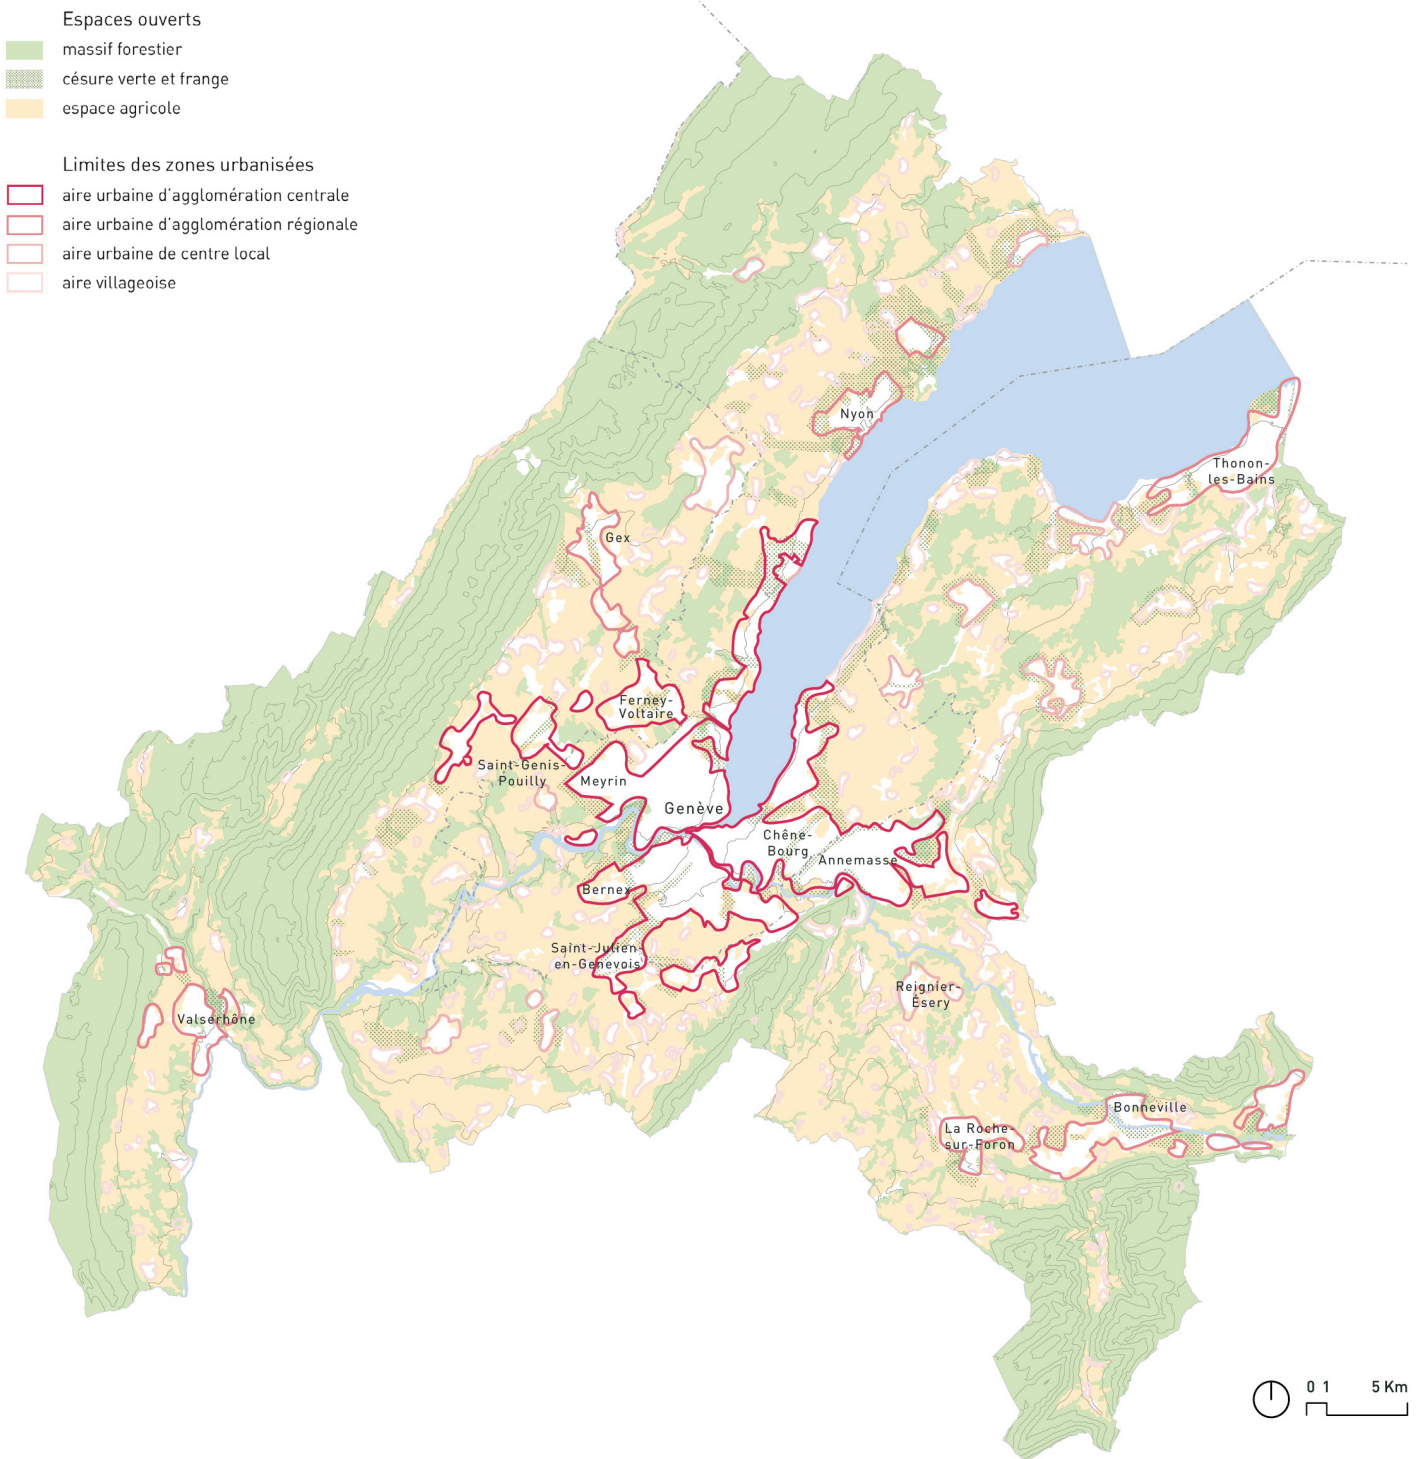 Espaces ouverts
massif forestier
césure verte et frange
espace agricole
Limites des zones urbanisées
aire urbaine d'agglomération centrale
aire urbaine d'agglomération régionale
aire urbaine de centre local
aire villageoise
Nyon
Thonon-
les-Bains
Gex
Ferney-
Voltaire
Saint-Genis-
Pouilly
Meyrin
Genève
Chêne-
Bourg
Annemasse
Bernex
Saint-Julien-
en-Genevois
Reignier-
Ésery
Valserhône
Bonneville
La Roche-
sur-Foron
0 1 5 Km